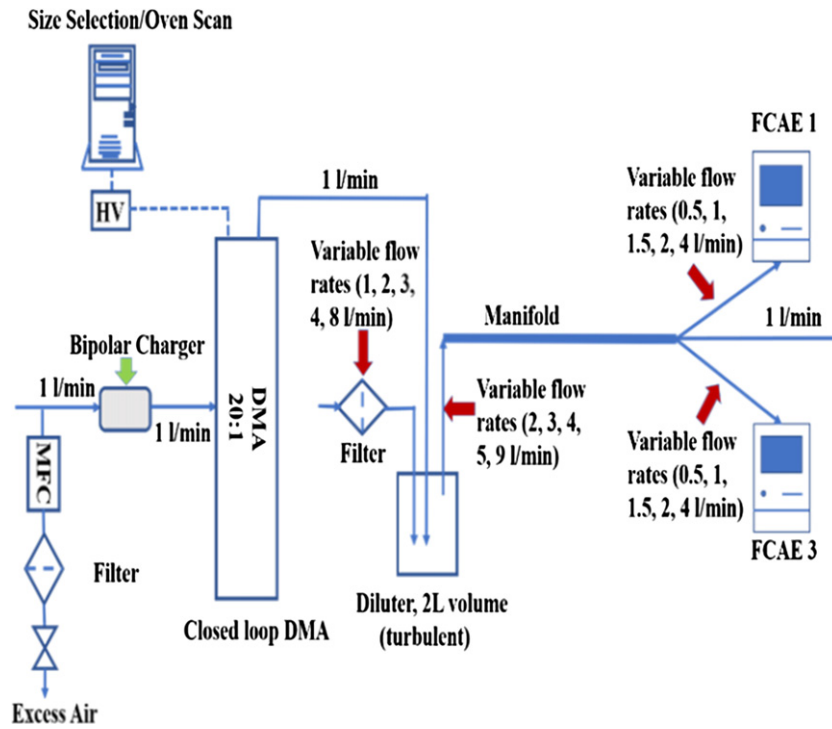 Size Selection/Oven Scan
HV
1 l/min
Variable flow
rates (1, 2, 3,
4, 8 l/min)
Bipolar Charger
1 l/min
1 l/min
DMA
20:1
MFC
Filter
Excess Air
Closed loop DMA
Filter
Variable flow
rates (2, 3, 4,
5, 9 l/min)
Diluter, 2L volume
(turbulent)
Manifold
FCAE 1
Variable flow
rates (0.5, 1,
1.5, 2, 4 l/min)
1 l/min
Variable flow
rates (0.5, 1,
1.5, 2, 4 l/min)
FCAE 3